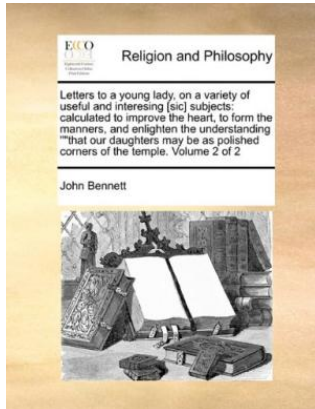 ECCO
Religion and Philosophy
Letters to a young lady, on a variety of
useful and interesing [sic] subjects:
calculated to improve the heart, to form the
manners, and enlighten the understanding
""that our daughters may be as polished
corners of the temple. Volume 2 of 2
John Bennett